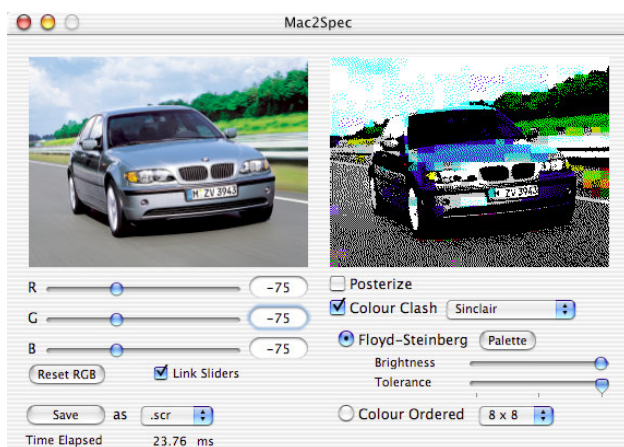 Mac2Spec
M ZV 3943
M ZV 3943
R -75
G -75
B -75
Reset RGB Link Sliders
Save as .scr
Time Elapsed 23.76 ms
Posterize
Colour Clash Sinclair
Floyd-Steinberg Palette
Brightness
Tolerance
Colour Ordered 8 x 8